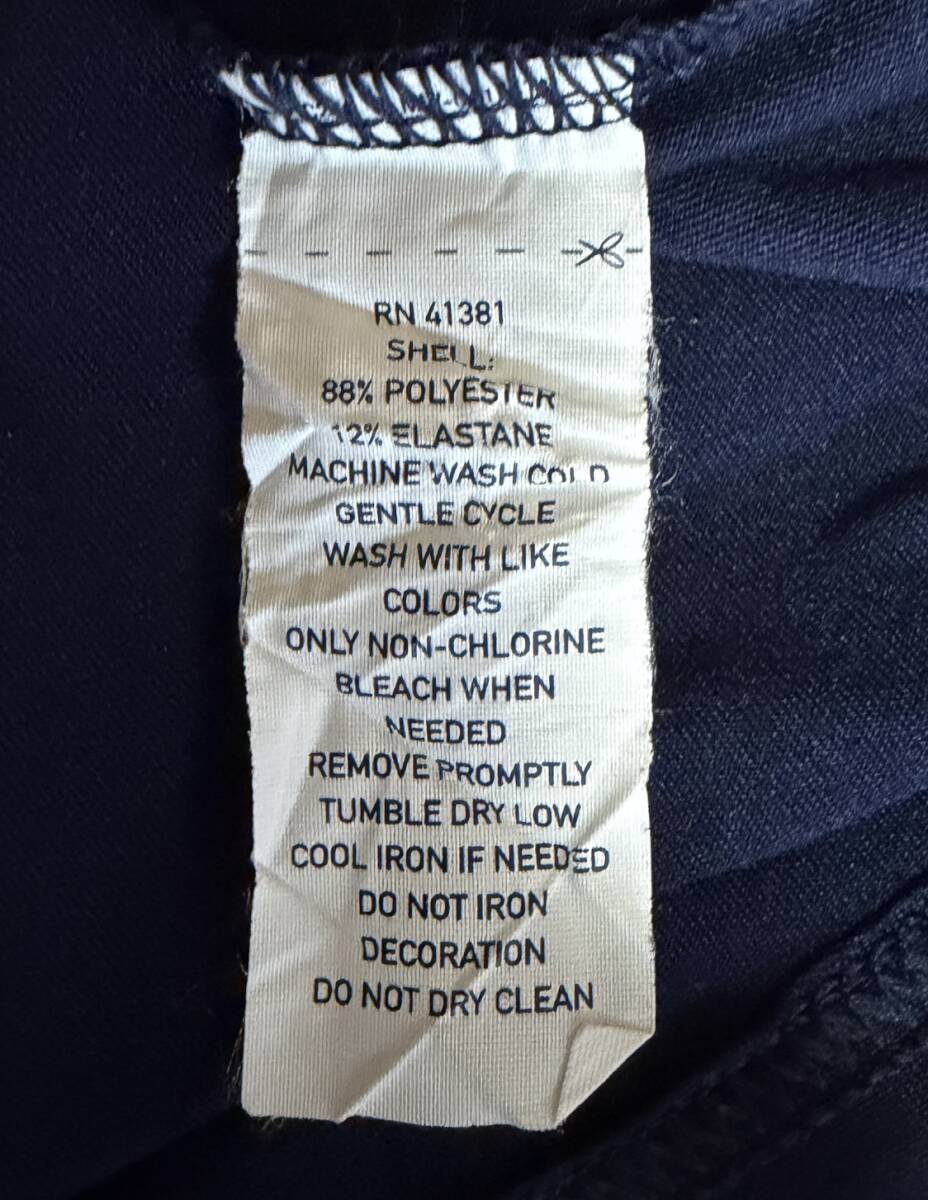 RN 41381
SHELL:
88% POLYESTER
12% ELASTANE
MACHINE WASH COLD
GENTLE CYCLE
WASH WITH LIKE
COLORS
ONLY NON-CHLORINE
BLEACH WHEN
NEEDED
REMOVE PROMPTLY
TUMBLE DRY LOW
COOL IRON IF NEEDED
DO NOT IRON
DECORATION
DO NOT DRY CLEAN